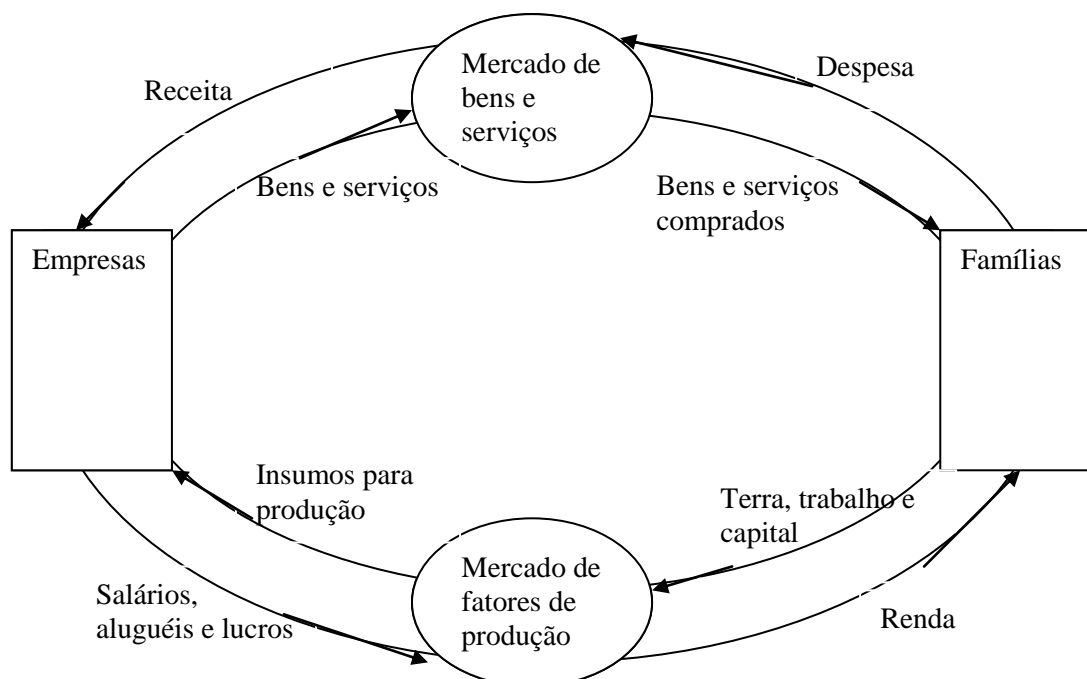 Mercado de
bens e
serviços
Despesa
Receita
Bens e serviços
Bens e serviços
comprados
Empresas
Famílias
Insumos para
produção
Terra, trabalho e
capital
Mercado de
fatores de
produção
Salários,
aluguéis e lucros
Renda